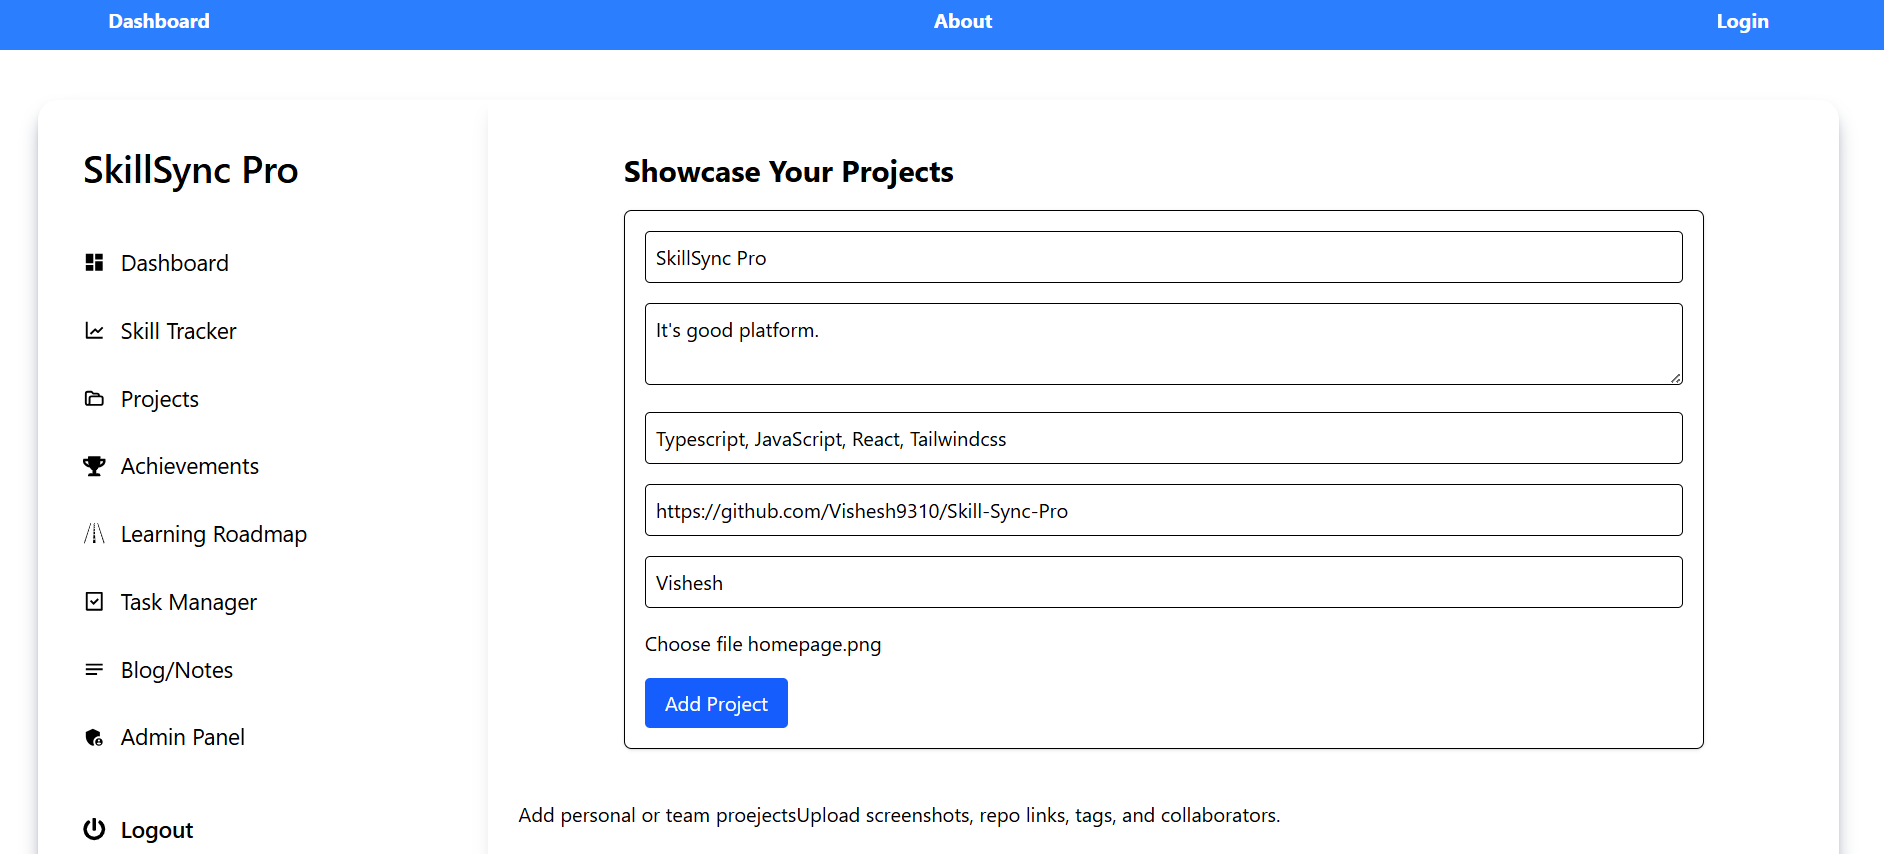 Dashboard About Login
SkillSync Pro
Dashboard
Skill Tracker
Projects
Achievements
Learning Roadmap
Task Manager
Blog/Notes
Admin Panel
Logout
Showcase Your Projects
SkillSync Pro
It's good platform.
Typescript, JavaScript, React, Tailwindcss
https://github.com/Vishesh9310/Skill-Sync-Pro
Vishesh
Choose file homepage.png
Add Project
Add personal or team proejectsUpload screenshots, repo links, tags, and collaborators.